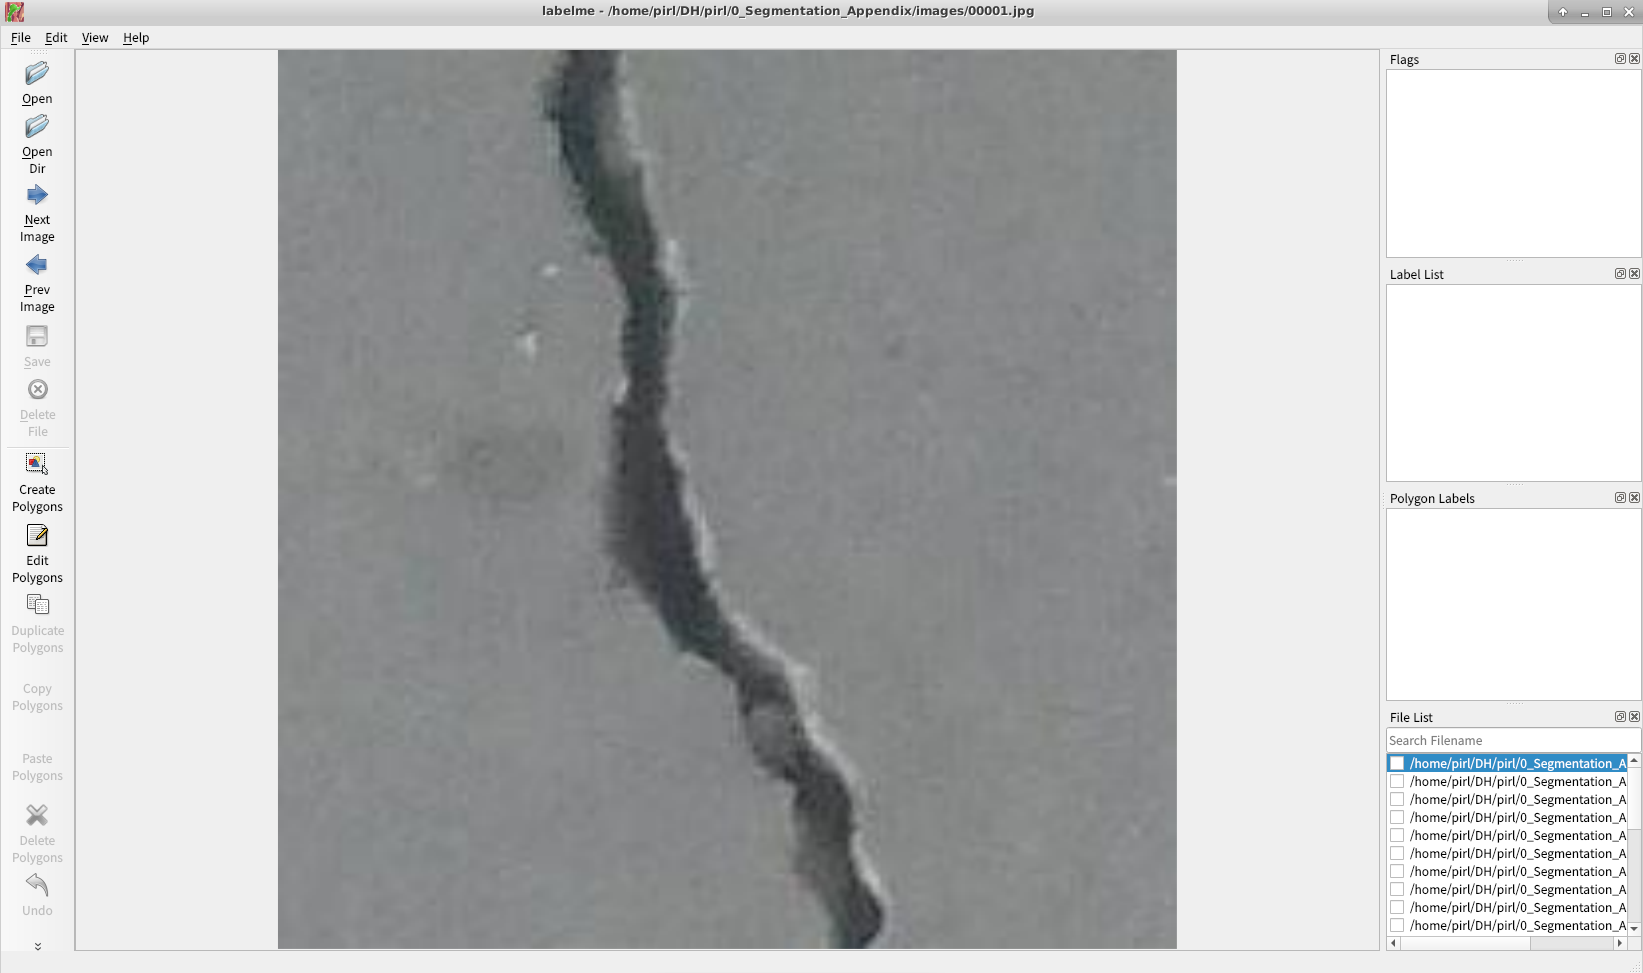 labelme - /home/pirl/DH/pirl/0_Segmentation_Appendix/images/00001.jpg
File Edit View Help
Open
Open
Dir
Next
Image
Prev
Image
Save
Delete
File
Create
Polygons
Edit
Polygons
Duplicate
Polygons
Copy
Polygons
Paste
Polygons
Delete
Polygons
Undo
Flags
Label List
Polygon Labels
File List
Search Filename
/home/pirl/DH/pirl/0_Segmentation_A
/home/pirl/DH/pirl/0_Segmentation_A
/home/pirl/DH/pirl/0_Segmentation_A
/home/pirl/DH/pirl/0_Segmentation_A
/home/pirl/DH/pirl/0_Segmentation_A
/home/pirl/DH/pirl/0_Segmentation_A
/home/pirl/DH/pirl/0_Segmentation_A
/home/pirl/DH/pirl/0_Segmentation_A
/home/pirl/DH/pirl/0_Segmentation_A
/home/pirl/DH/pirl/0_Segmentation_A